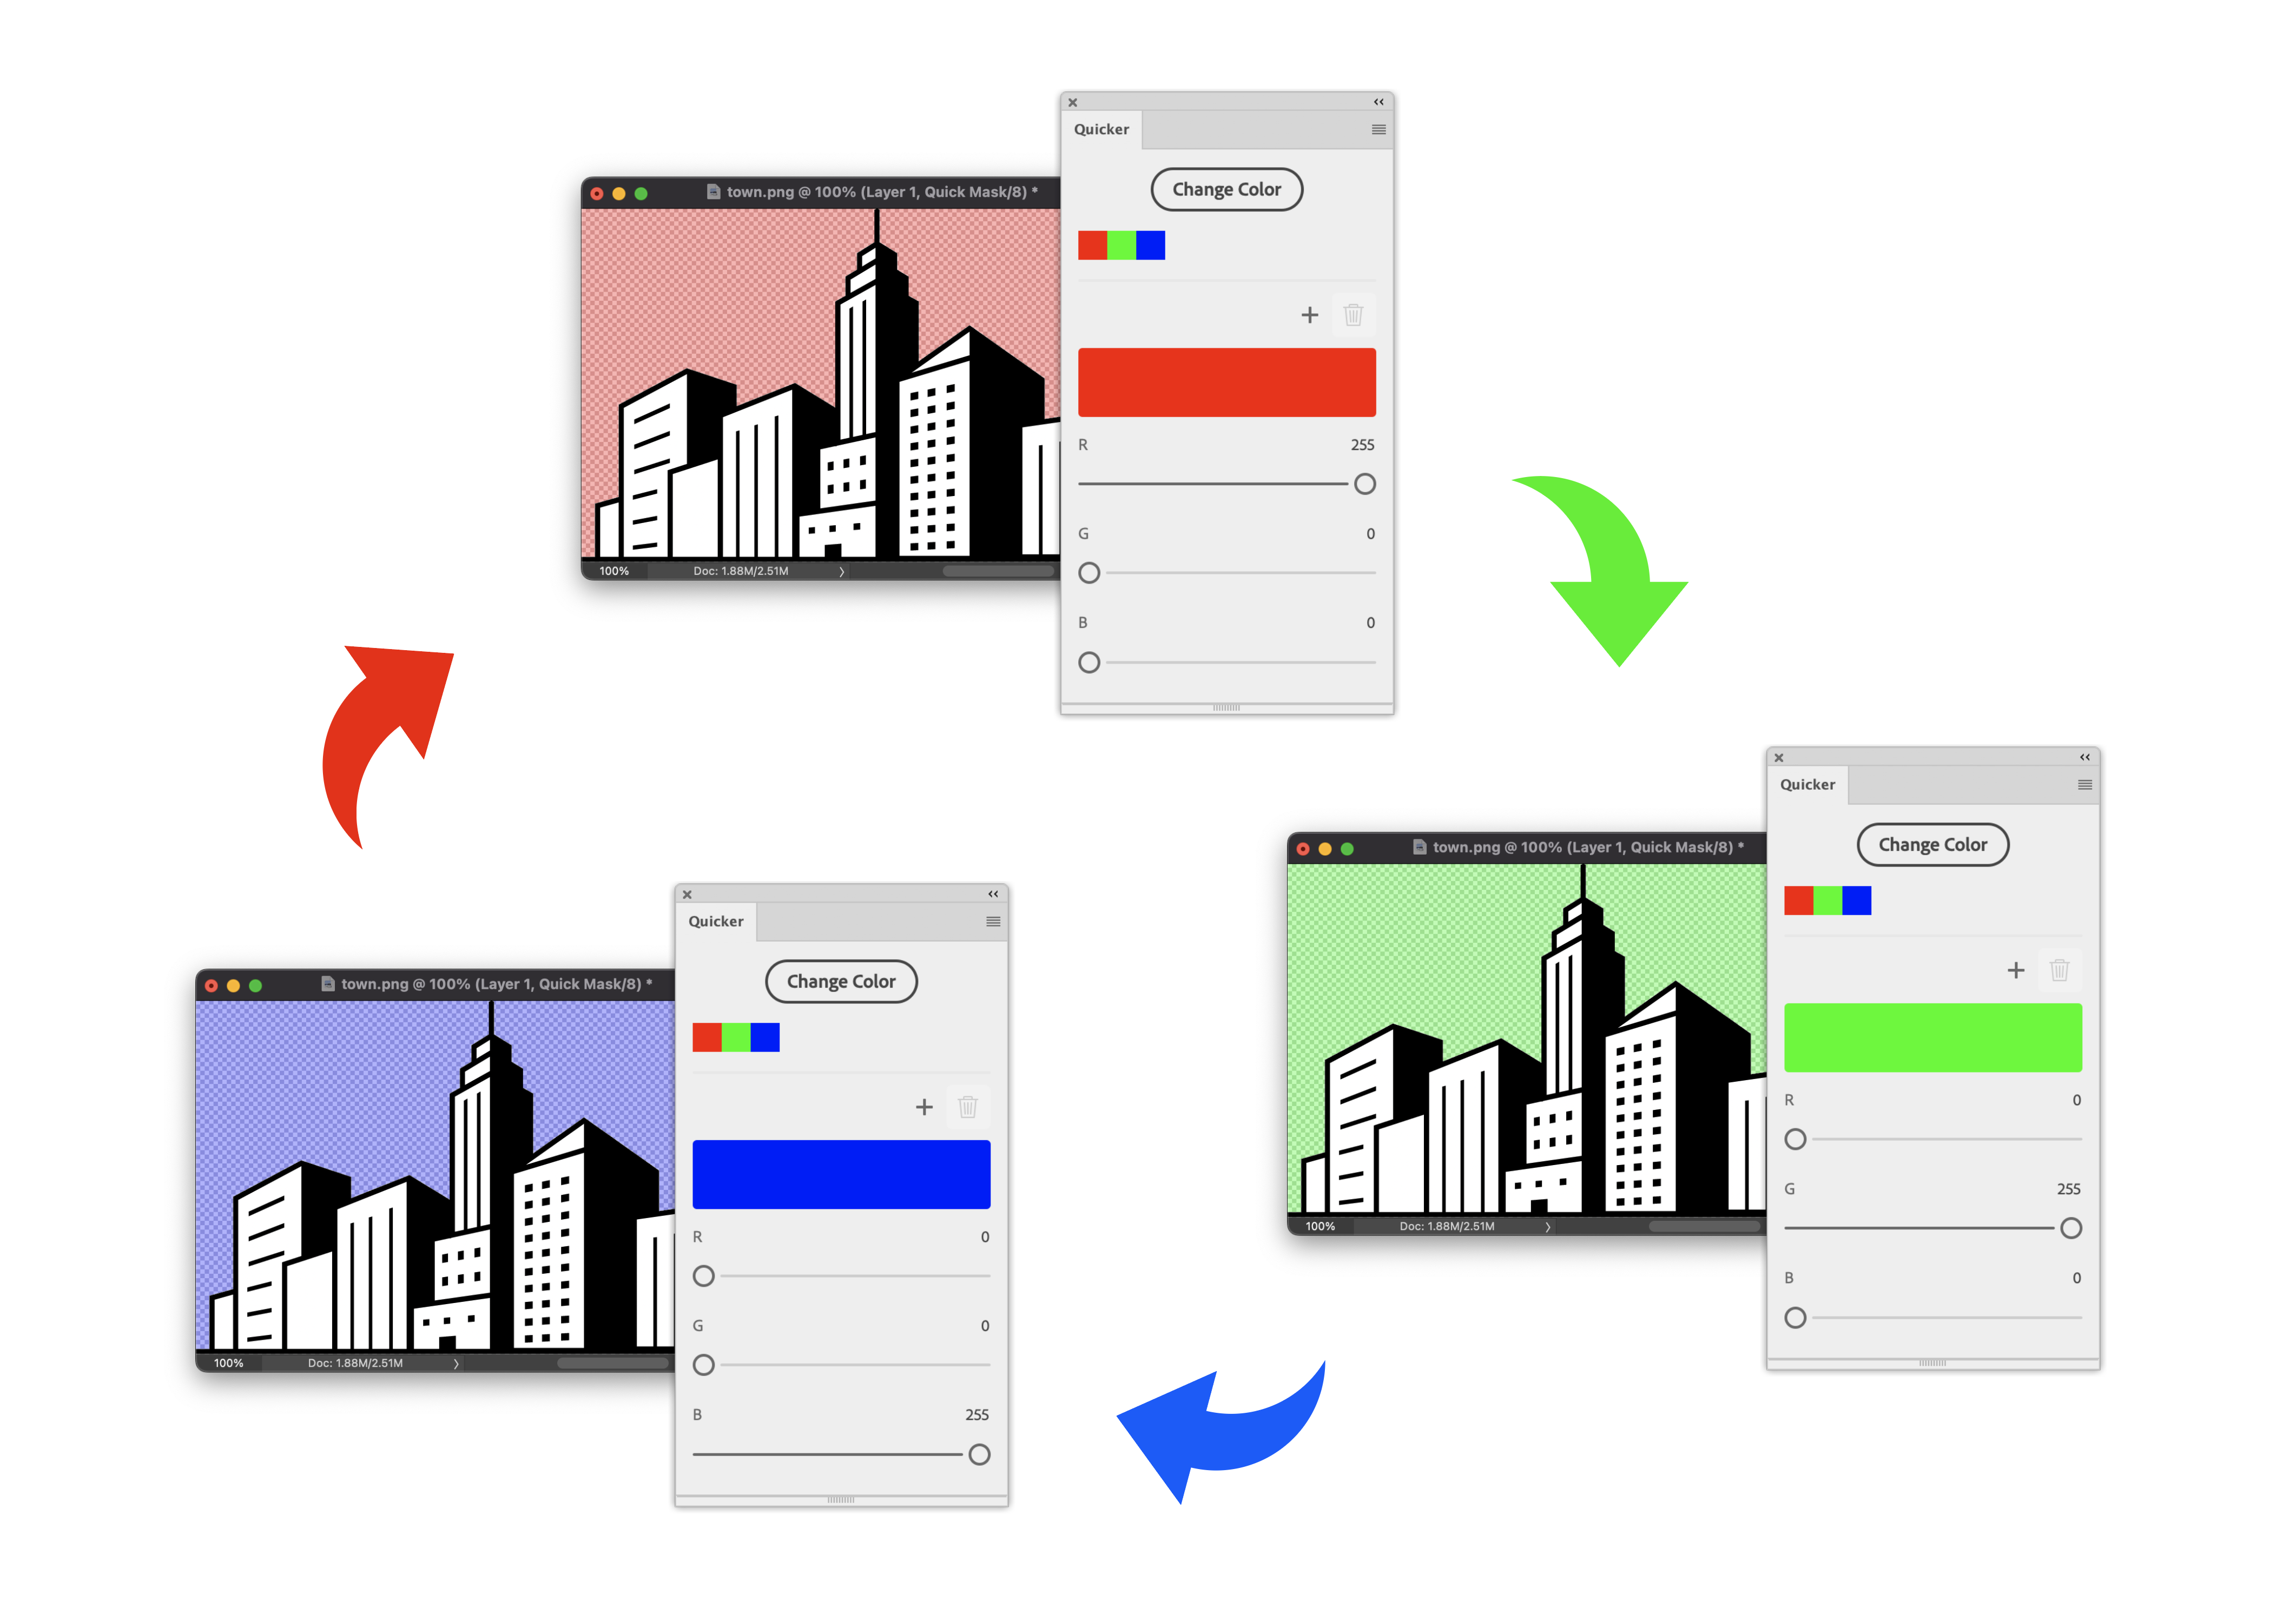 Quicker
town.png @ 100% (Layer 1, Quick Mask/8) *
Change Color
R 255
G 0
B 0
100% Doc: 1.88M/2.51M
Quicker
town.png @ 100% (Layer 1, Quick Mask/8) *
Change Color
R 0
G 255
B 0
100% Doc: 1.88M/2.51M
Quicker
town.png @ 100% (Layer 1, Quick Mask/8) *
Change Color
R 0
G 0
B 255
100% Doc: 1.88M/2.51M